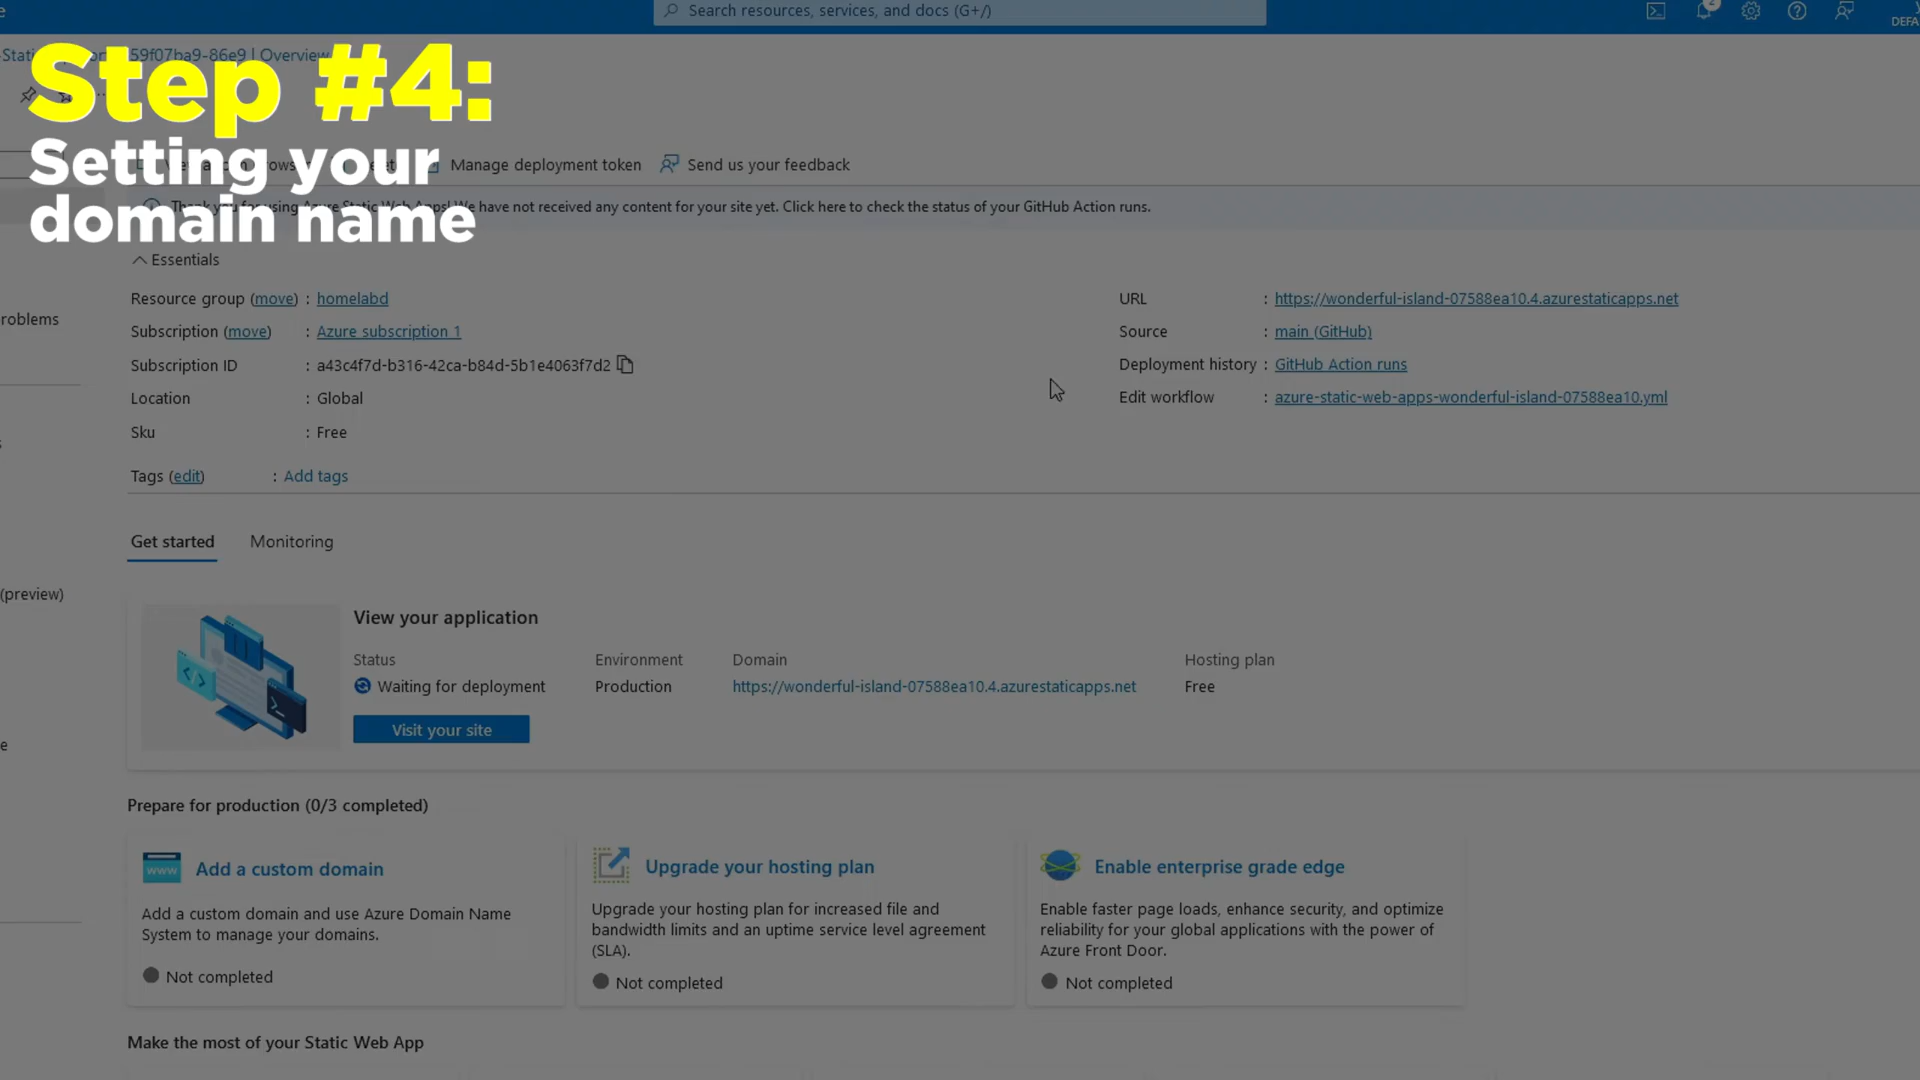 Search resources, services, and docs (G+/)
2
59f07ba9-86e9 | Overview
Step #4:
Setting your
domain name
Manage deployment token
Send us your feedback
Thank you for using Azure Static Web Apps! We have not received any content for your site yet. Click here to check the status of your GitHub Action runs.
Essentials
Resource group (move) : homelabd
Subscription (move) : Azure subscription 1
Subscription ID : a43c4f7d-b316-42ca-b84d-5b1e4063f7d2
Location : Global
Sku : Free
Tags (edit) : Add tags
URL : https://wonderful-island-07588ea10.4.azurestaticapps.net
Source : main (GitHub)
Deployment history : GitHub Action runs
Edit workflow : azure-static-web-apps-wonderful-island-07588ea10.yml
roblems
(preview)
Get started
Monitoring
View your application
Status
Waiting for deployment
Environment
Production
Domain
https://wonderful-island-07588ea10.4.azurestaticapps.net
Hosting plan
Free
Visit your site
Prepare for production (0/3 completed)
www
Add a custom domain
Add a custom domain and use Azure Domain Name
System to manage your domains.
Not completed
Upgrade your hosting plan
Upgrade your hosting plan for increased file and
bandwidth limits and an uptime service level agreement
(SLA).
Not completed
Enable enterprise grade edge
Enable faster page loads, enhance security, and optimize
reliability for your global applications with the power of
Azure Front Door.
Not completed
Make the most of your Static Web App